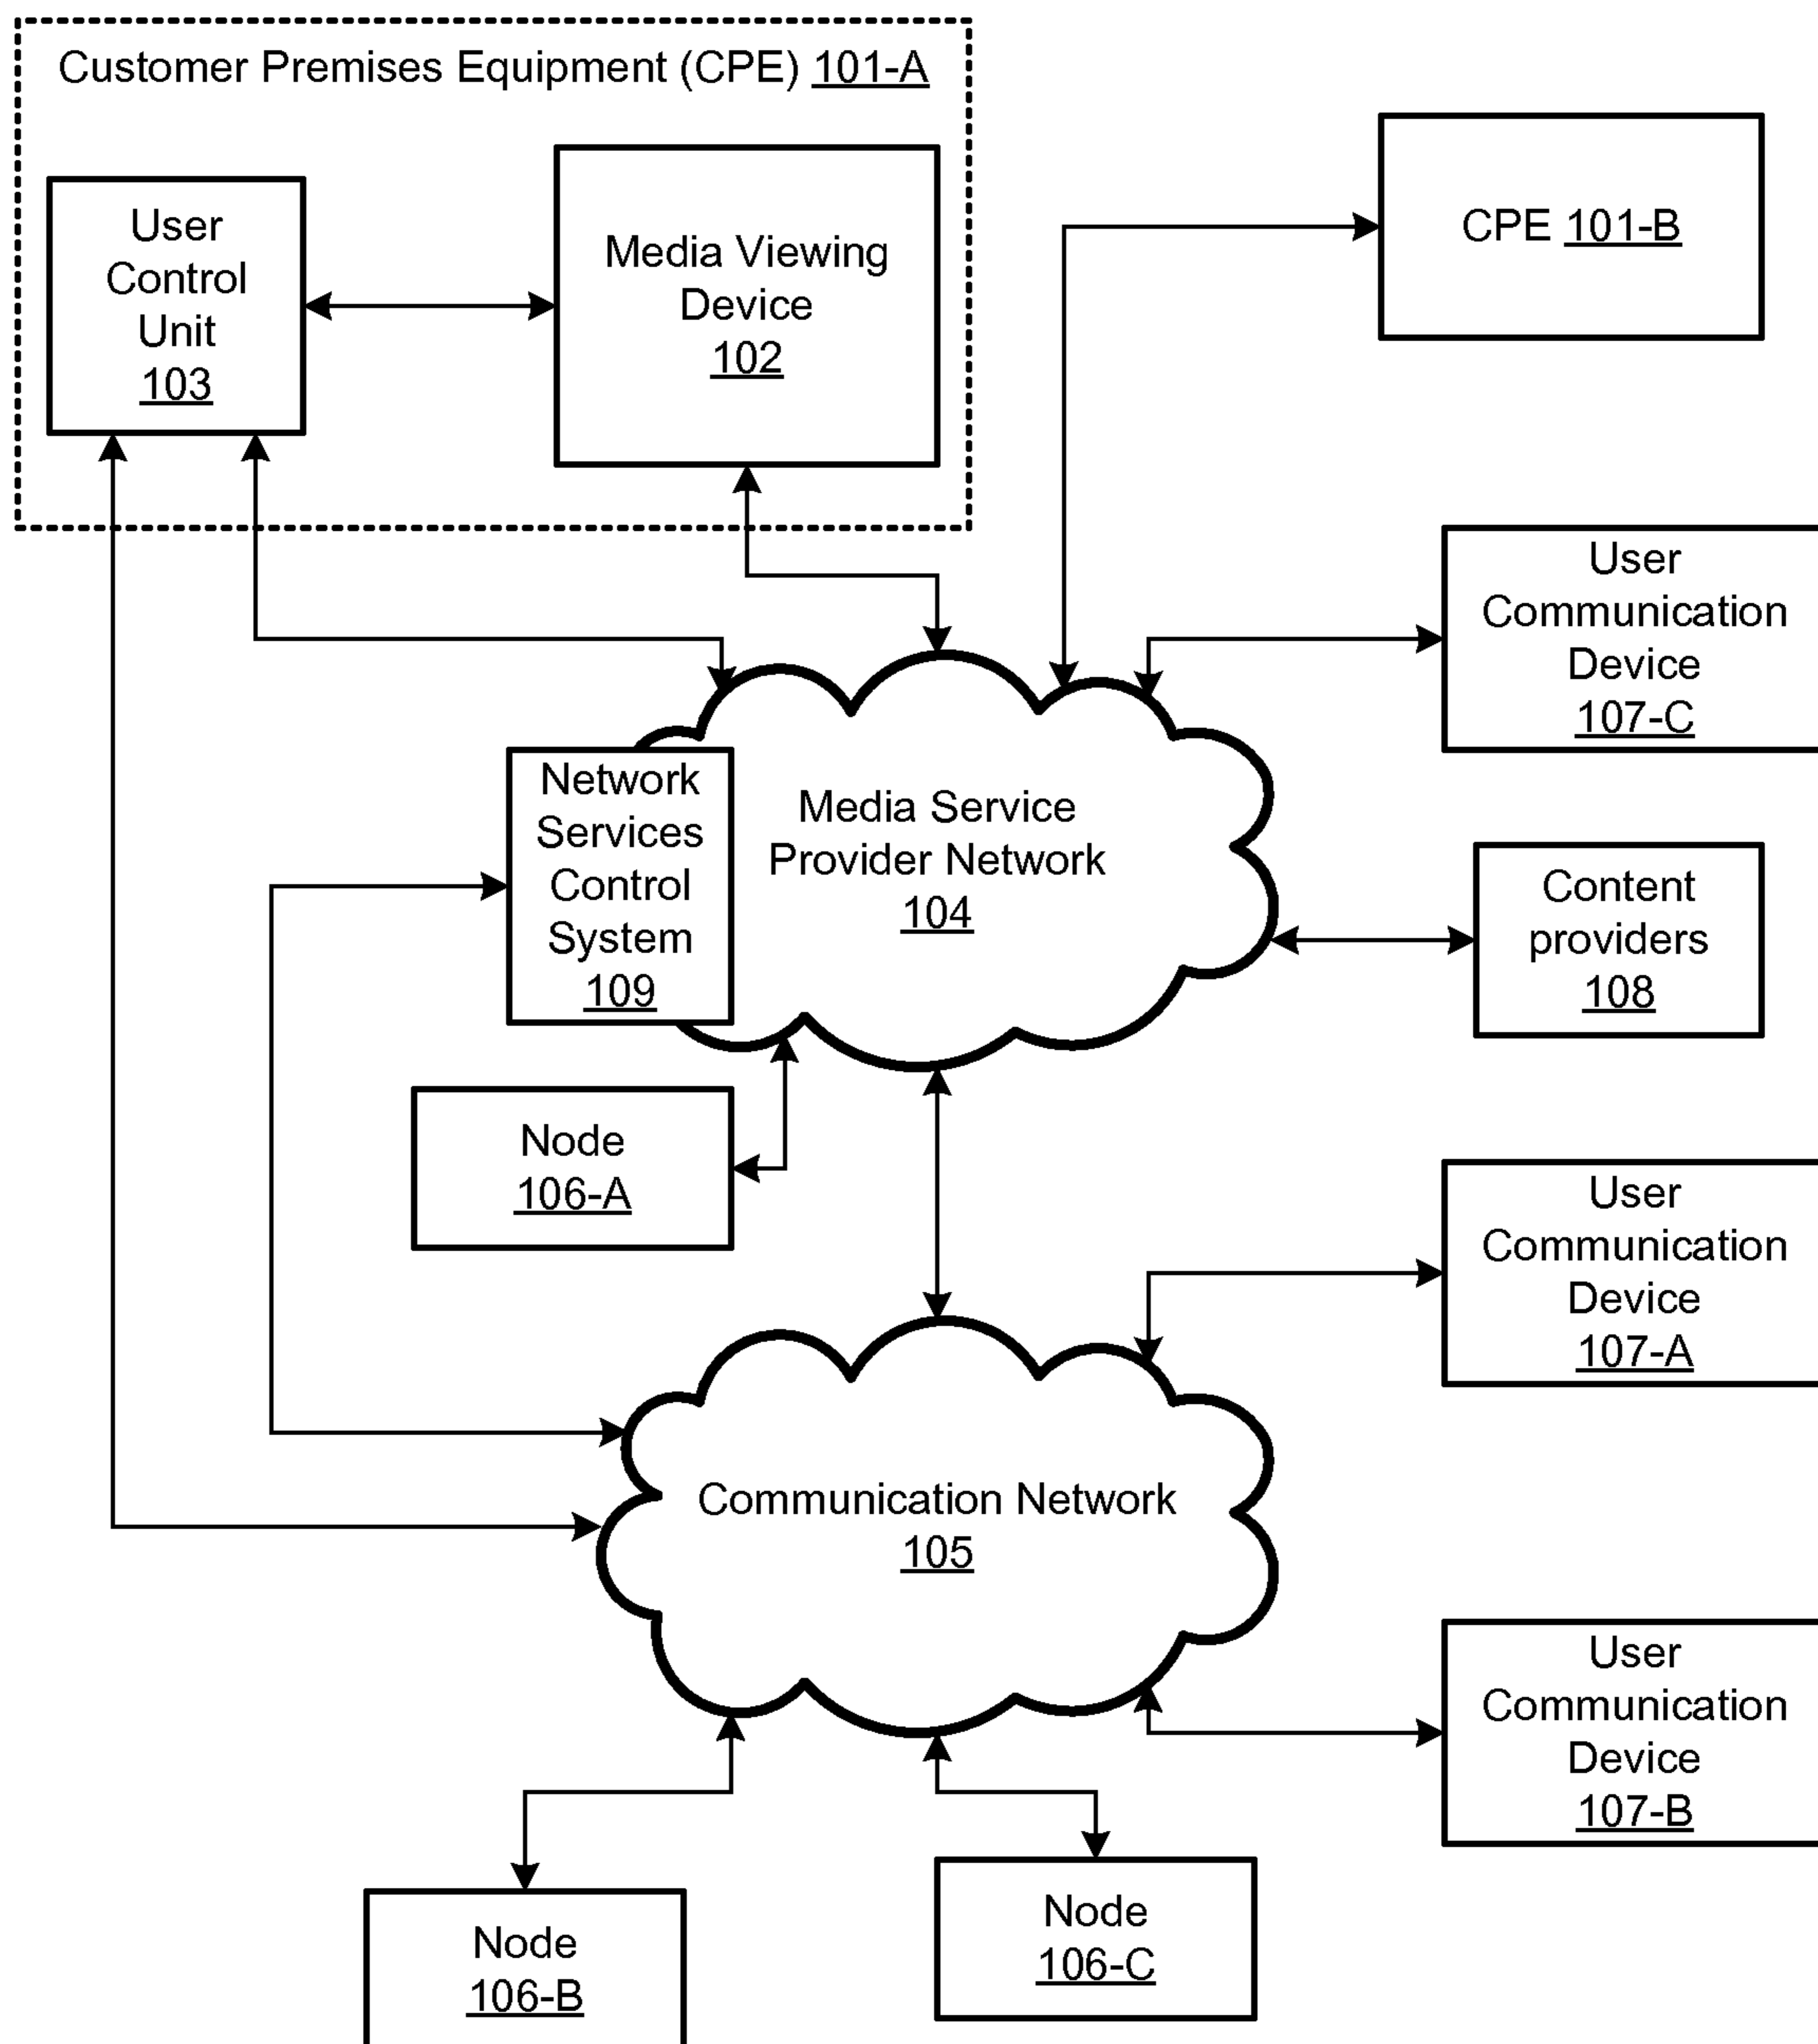 Customer Premises Equipment (CPE) 101-A
User
Control
Unit
103
Media Viewing
Device
102
CPE 101-B
User
Communication
Device
107-C
Network
Services
Control
System
109
Media Service
Provider Network
104
Content
providers
108
Node
106-A
User
Communication
Device
107-A
Communication Network
105
User
Communication
Device
107-B
Node
106-B
Node
106-C